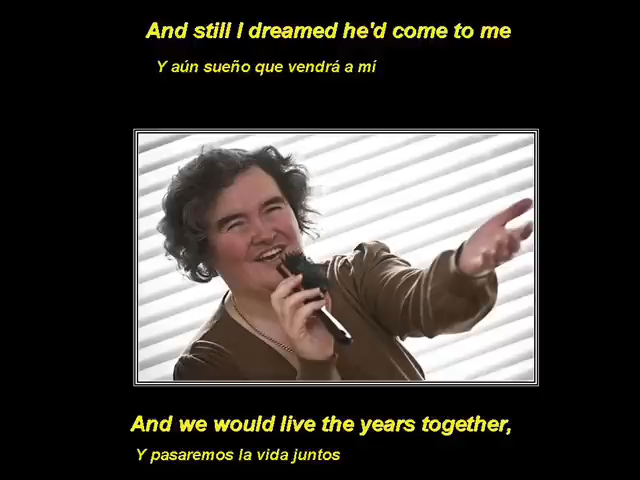 And still I dreamed he'd come to me
Y aún sueño que vendrá a mí
And we would live the years together,
Y pasaremos la vida juntos